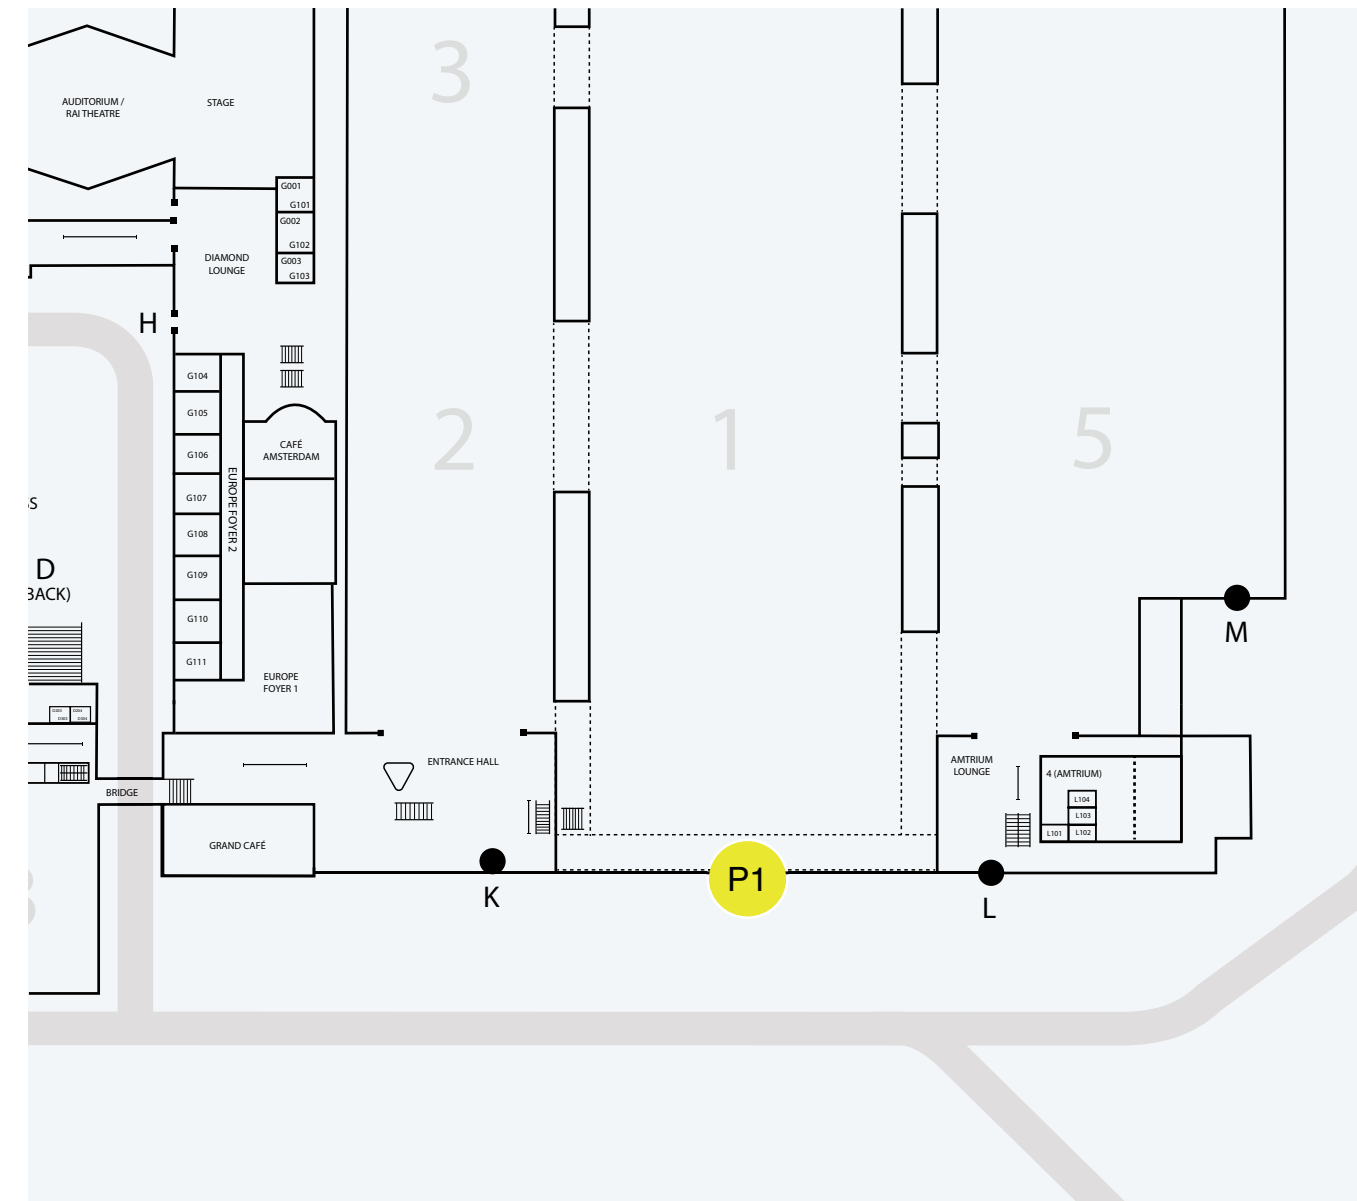 3
AUDITORIUM /
RAI THEATRE
STAGE
G001
G101
G002
G102
DIAMOND
LOUNGE
G003
G103
H
G104
G105
CAFÉ
AMSTERDAM
G106
EUROPE FOYER 2
G107
G108
G109
G110
G111
2
1
5
D
BACK)
EUROPE
FOYER 1
M
ENTRANCE HALL
AMTRIUM
LOUNGE
4 (AMTRIUM)
L104
L103
L101
L102
BRIDGE
GRAND CAFÉ
K
P1
L